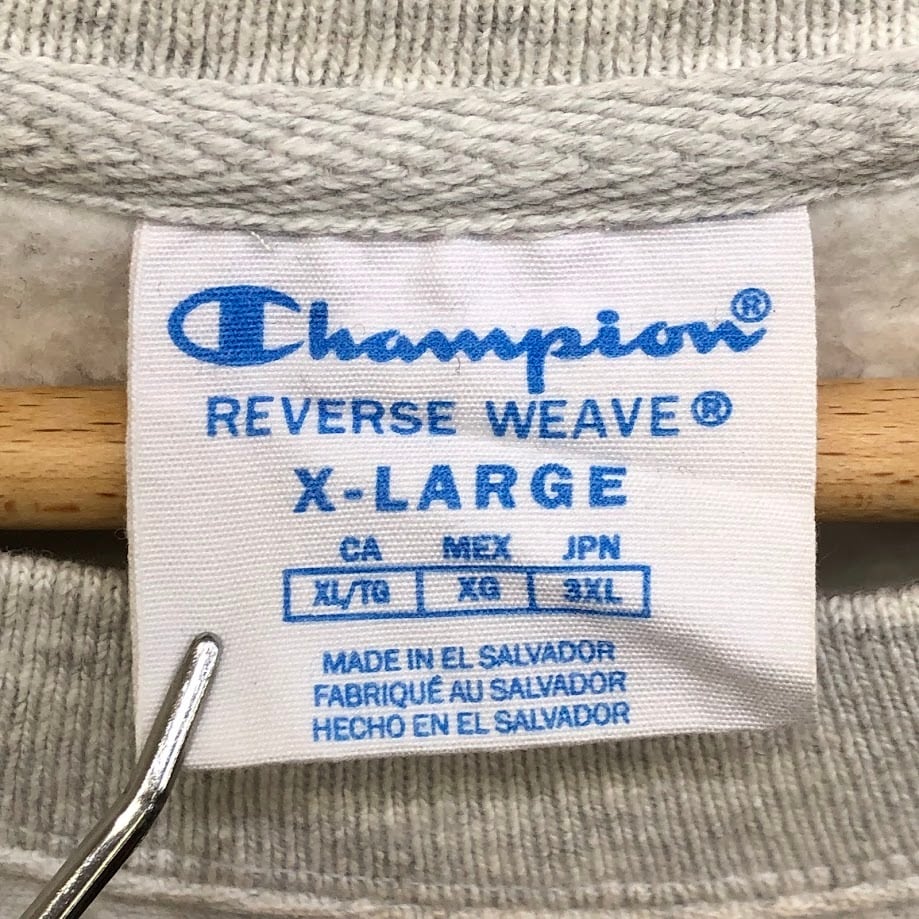 Champion®
REVERSE WEAVE®
X-LARGE
CA MEX JPN
XL/TG XG 3XL
MADE IN EL SALVADOR
FABRIQUÉ AU SALVADOR
HECHO EN EL SALVADOR